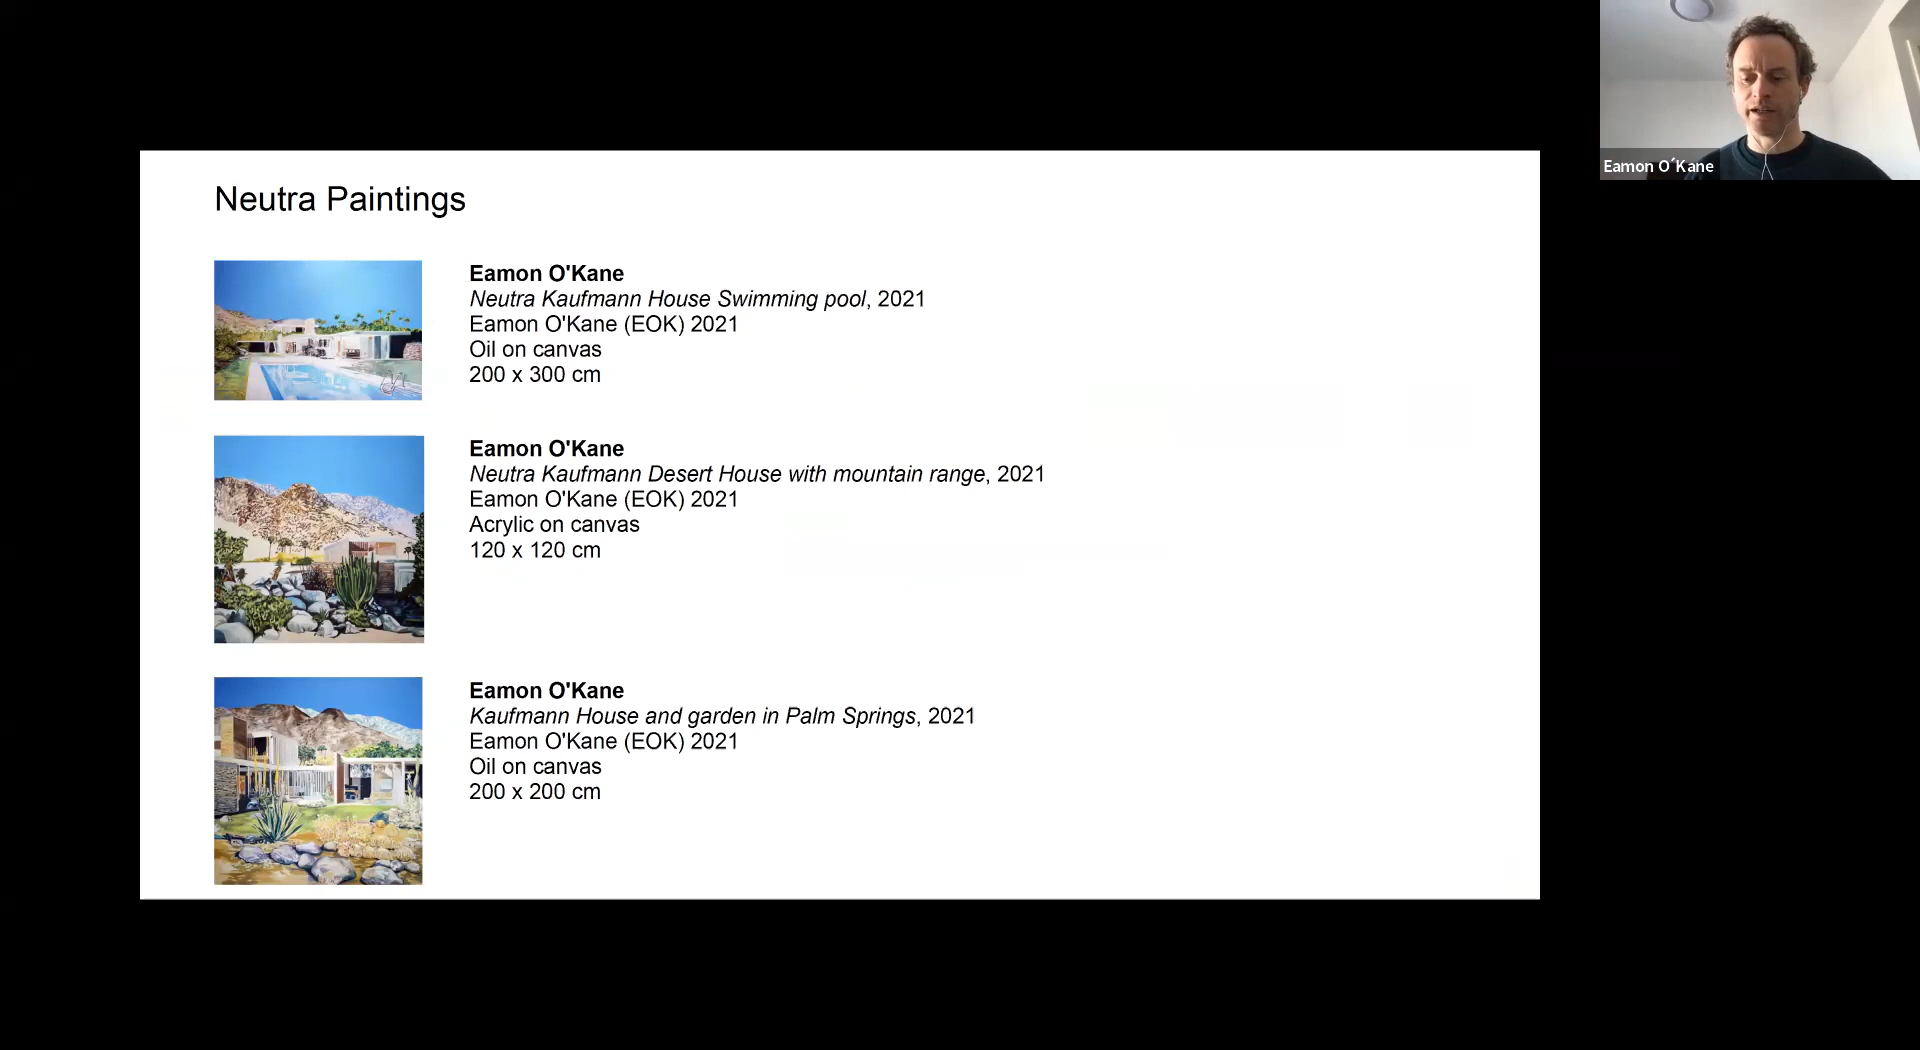 Neutra Paintings
Eamon O'Kane
Neutra Kaufmann House Swimming pool, 2021
Eamon O'Kane (EOK) 2021
Oil on canvas
200 x 300 cm
Eamon O'Kane
Neutra Kaufmann Desert House with mountain range, 2021
Eamon O'Kane (EOK) 2021
Acrylic on canvas
120 x 120 cm
Eamon O'Kane
Kaufmann House and garden in Palm Springs, 2021
Eamon O'Kane (EOK) 2021
Oil on canvas
200 x 200 cm
Eamon O´Kane